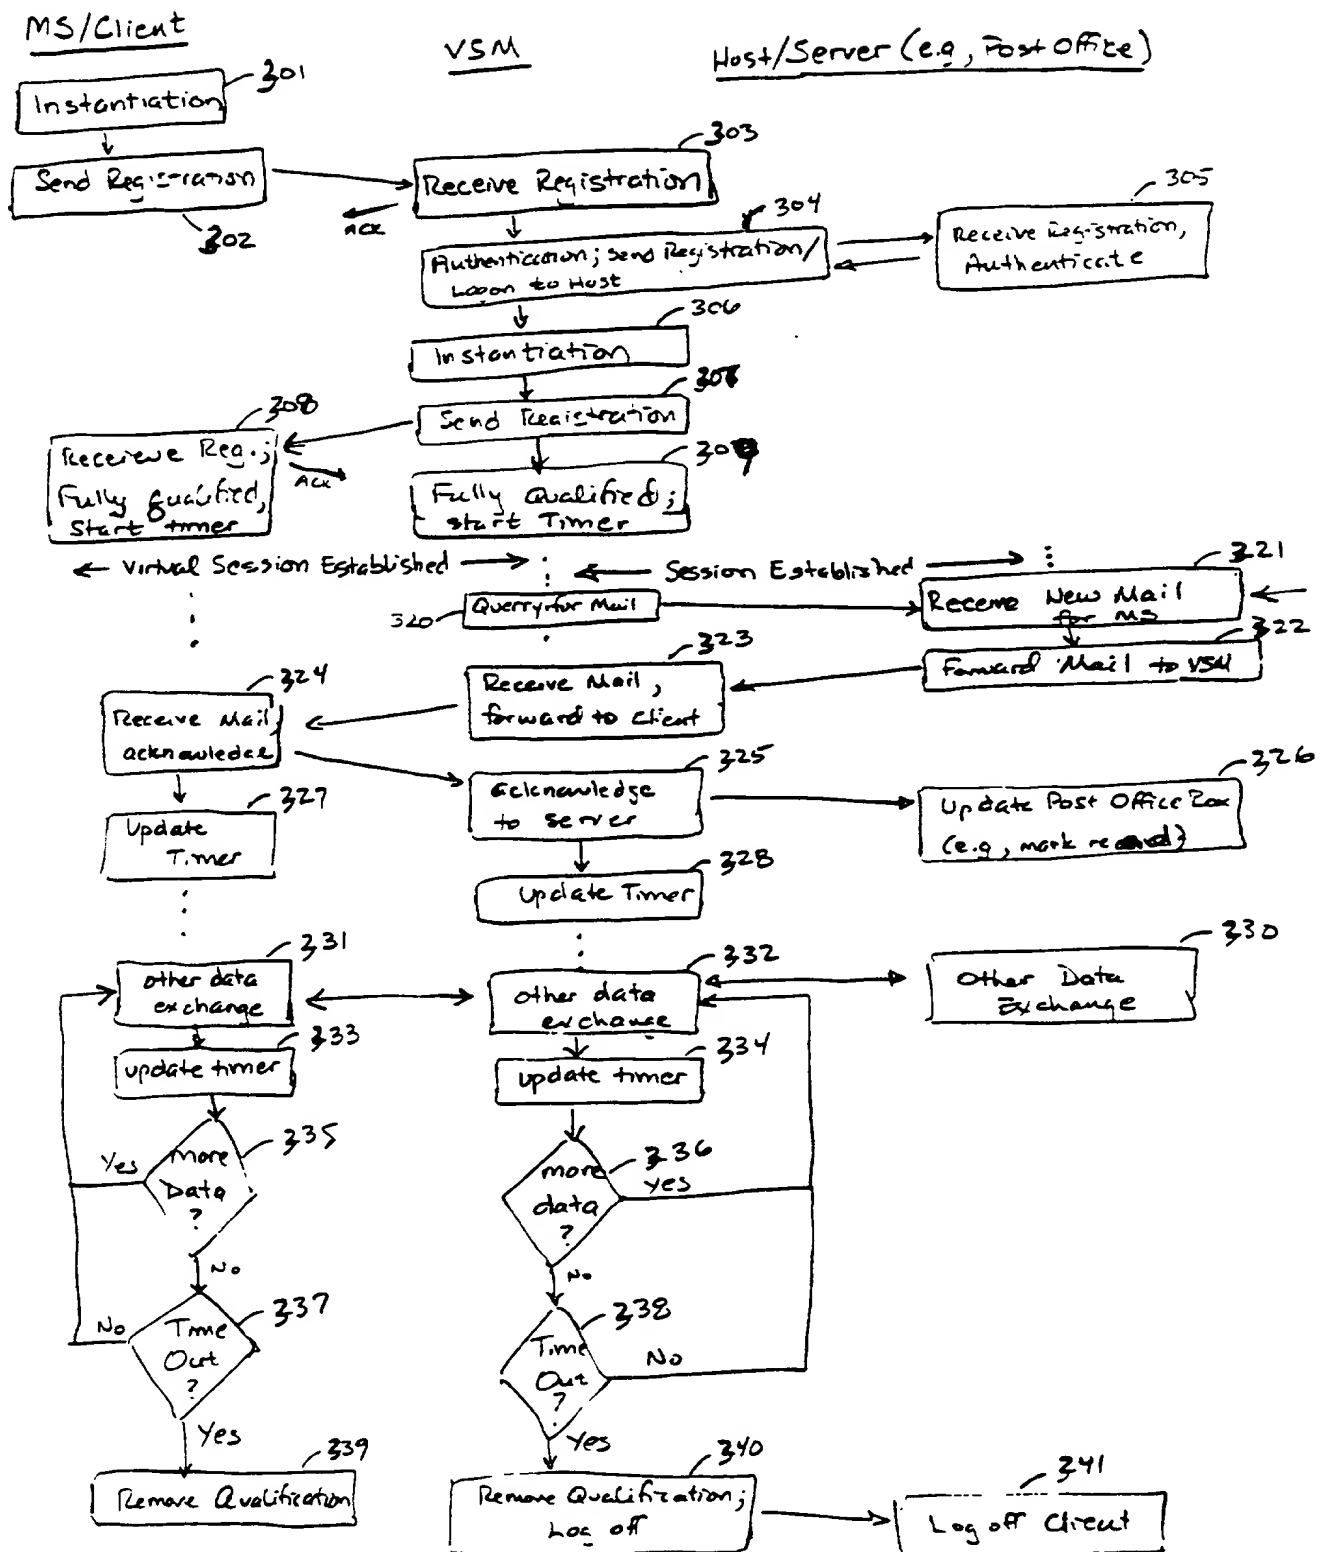 MS/Client
VSM
Host/Server (e.g, Post Office)
301
Instantiation
303
Send Registration
Receive Registration
305
302
ACK
304
Receive Registration,
Authenticate
Authentication; send Registration/
Logon to Host
306
Instantiation
307
Send Registration
308
Receieve Reg.;
Fully qualified,
start timer
ACK
309
Fully Qualified;
start Timer
Virtual Session Established
Session Established
321
320
Querry for Mail
Receive New Mail
for MS
322
Forward Mail to VSM
323
Receive Mail,
forward to client
324
Receive Mail
acknowledge
325
acknowledge
to server
326
Update Post Office Box
(e.g, mark read)
327
Update
Timer
328
Update Timer
331
other data
exchange
332
other data
exchange
330
Other Data
Exchange
333
update timer
334
update timer
335
more
Data
?
Yes
No
336
more
data
?
yes
No
337
Time
Out
?
No
Yes
338
Time
Out
?
No
Yes
339
Remove Qualification
340
Remove Qualification;
Log off
341
Log off Client